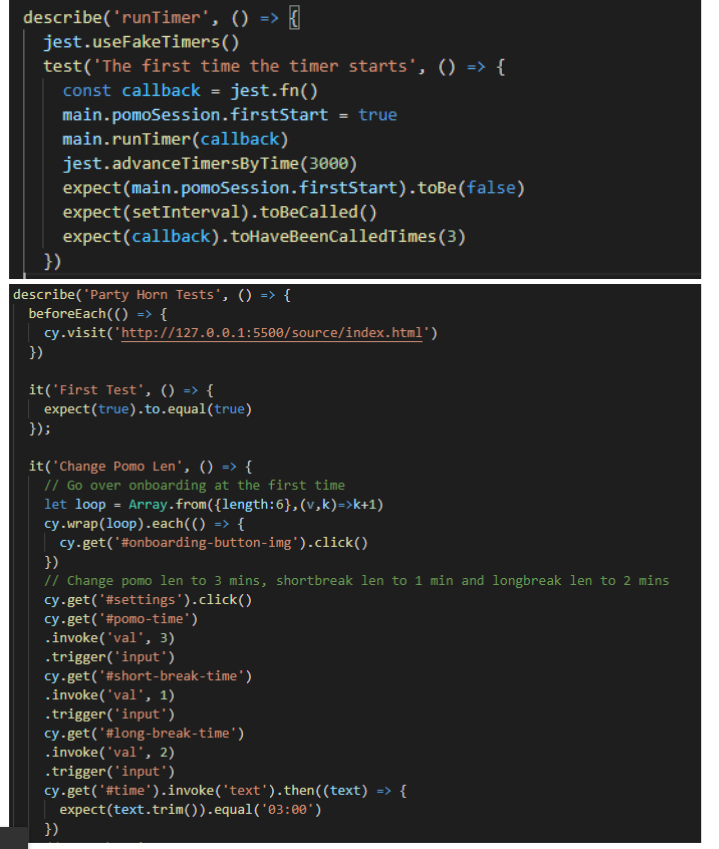 describe('runTimer', () => {
jest.useFakeTimers()
test('The first time the timer starts', () => {
const callback = jest.fn()
main.pomoSession.firstStart = true
main.runTimer(callback)
jest.advanceTimersByTime(3000)
expect(main.pomoSession.firstStart).toBe(false)
expect(setInterval).toBeCalled()
expect(callback).toHaveBeenCalledTimes(3)
})
describe('Party Horn Tests', () => {
beforeEach(() => {
cy.visit('http://127.0.0.1:5500/source/index.html')
})
it('First Test', () => {
expect(true).to.equal(true)
});
it('Change Pomo Len', () => {
// Go over onboarding at the first time
let loop = Array.from({length:6},(v,k)=>k+1)
cy.wrap(loop).each(() => {
cy.get('#onboarding-button-img').click()
})
// Change pomo len to 3 mins, shortbreak len to 1 min and longbreak len to 2 mins
cy.get('#settings').click()
cy.get('#pomo-time')
.invoke('val', 3)
.trigger('input')
cy.get('#short-break-time')
.invoke('val', 1)
.trigger('input')
cy.get('#long-break-time')
.invoke('val', 2)
.trigger('input')
cy.get('#time').invoke('text').then((text) => {
expect(text.trim()).equal('03:00')
})